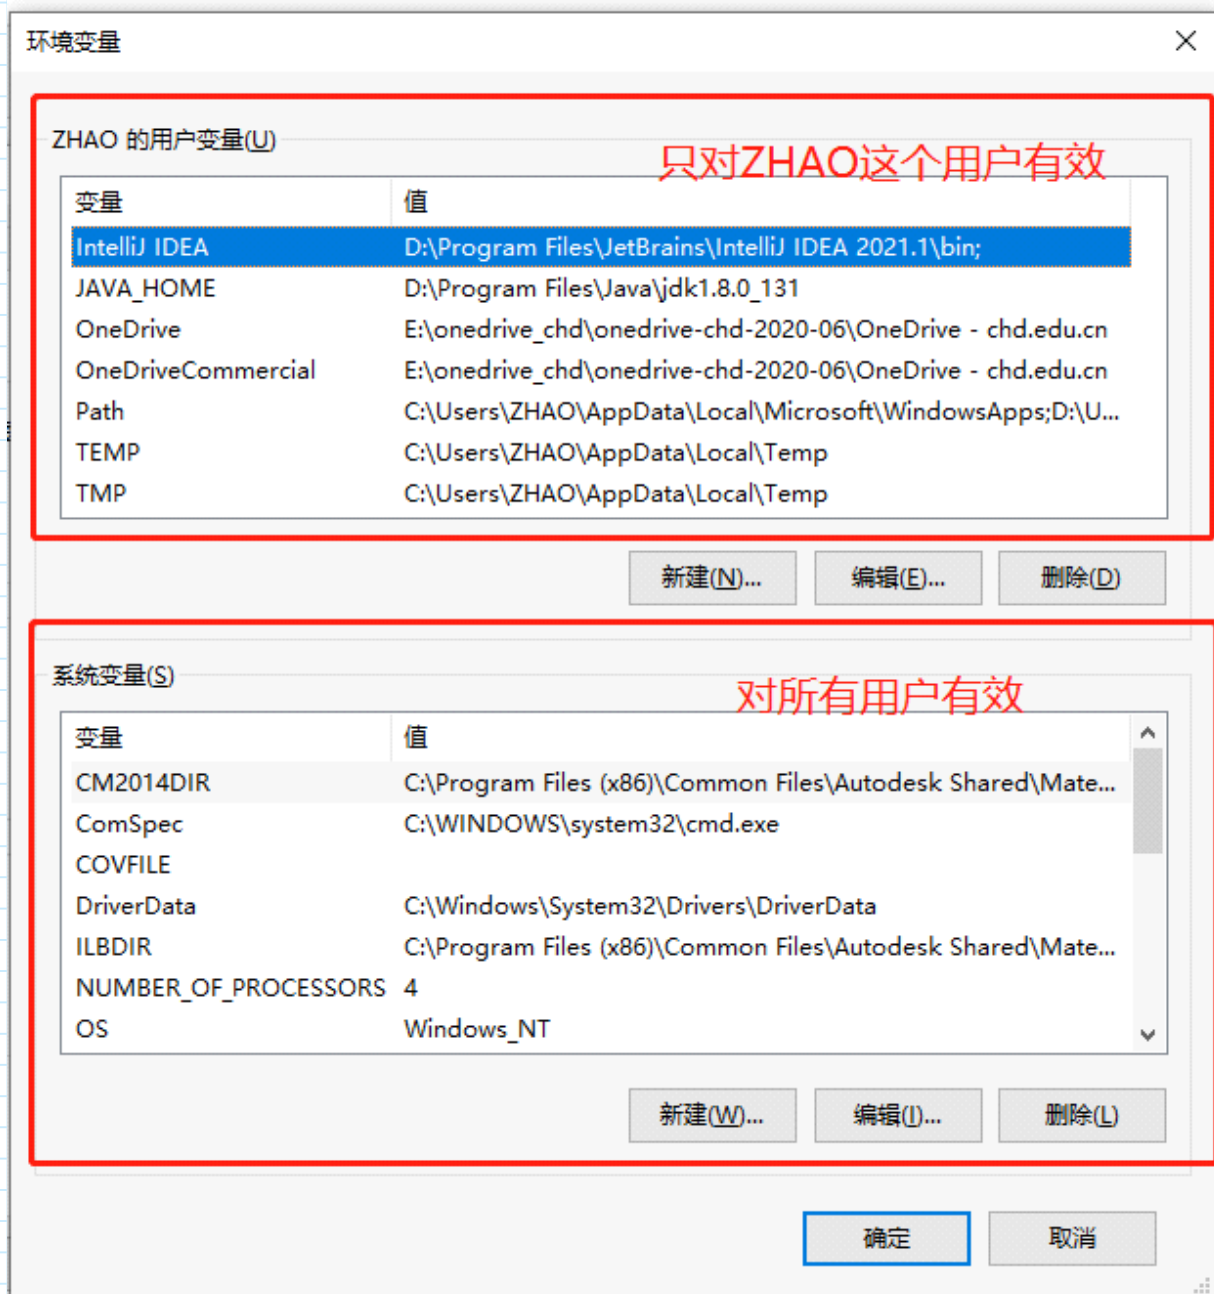 环境变量
ZHAO 的用户变量(U)
只对ZHAO这个用户有效
变量 值
IntelliJ IDEA D:\Program Files\JetBrains\IntelliJ IDEA 2021.1\bin;
JAVA_HOME D:\Program Files\Java\jdk1.8.0_131
OneDrive E:\onedrive_chd\onedrive-chd-2020-06\OneDrive - chd.edu.cn
OneDriveCommercial E:\onedrive_chd\onedrive-chd-2020-06\OneDrive - chd.edu.cn
Path C:\Users\ZHAO\AppData\Local\Microsoft\WindowsApps;D:\U...
TEMP C:\Users\ZHAO\AppData\Local\Temp
TMP C:\Users\ZHAO\AppData\Local\Temp
新建(N)... 编辑(E)... 删除(D)
系统变量(S)
对所有用户有效
变量 值
CM2014DIR C:\Program Files (x86)\Common Files\Autodesk Shared\Mate...
ComSpec C:\WINDOWS\system32\cmd.exe
COVFILE
DriverData C:\Windows\System32\Drivers\DriverData
ILBDIR C:\Program Files (x86)\Common Files\Autodesk Shared\Mate...
NUMBER_OF_PROCESSORS 4
OS Windows_NT
新建(W)... 编辑(I)... 删除(L)
确定 取消